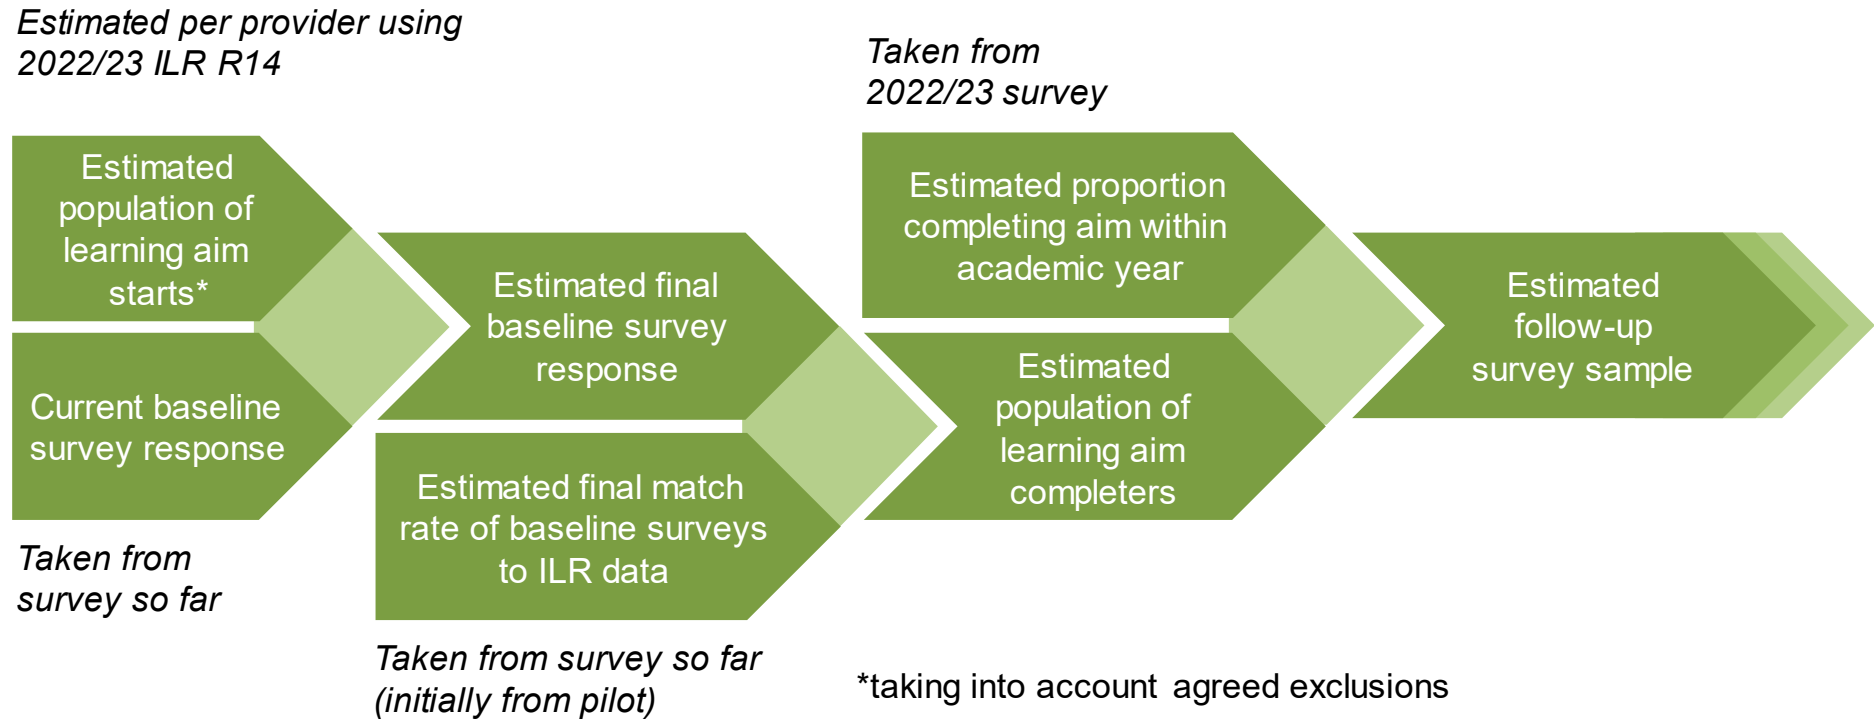 Estimated per provider using
2022/23 ILR R14
Estimated
population of
learning aim
starts*
Current baseline
survey response
Taken from
survey so far
Estimated final
baseline survey
response
Estimated final match
rate of baseline surveys
to ILR data
Taken from survey so far
(initially from pilot)
Taken from
2022/23 survey
Estimated proportion
completing aim within
academic year
Estimated
population of
learning aim
completers
Estimated
follow-up
survey sample
*taking into account agreed exclusions